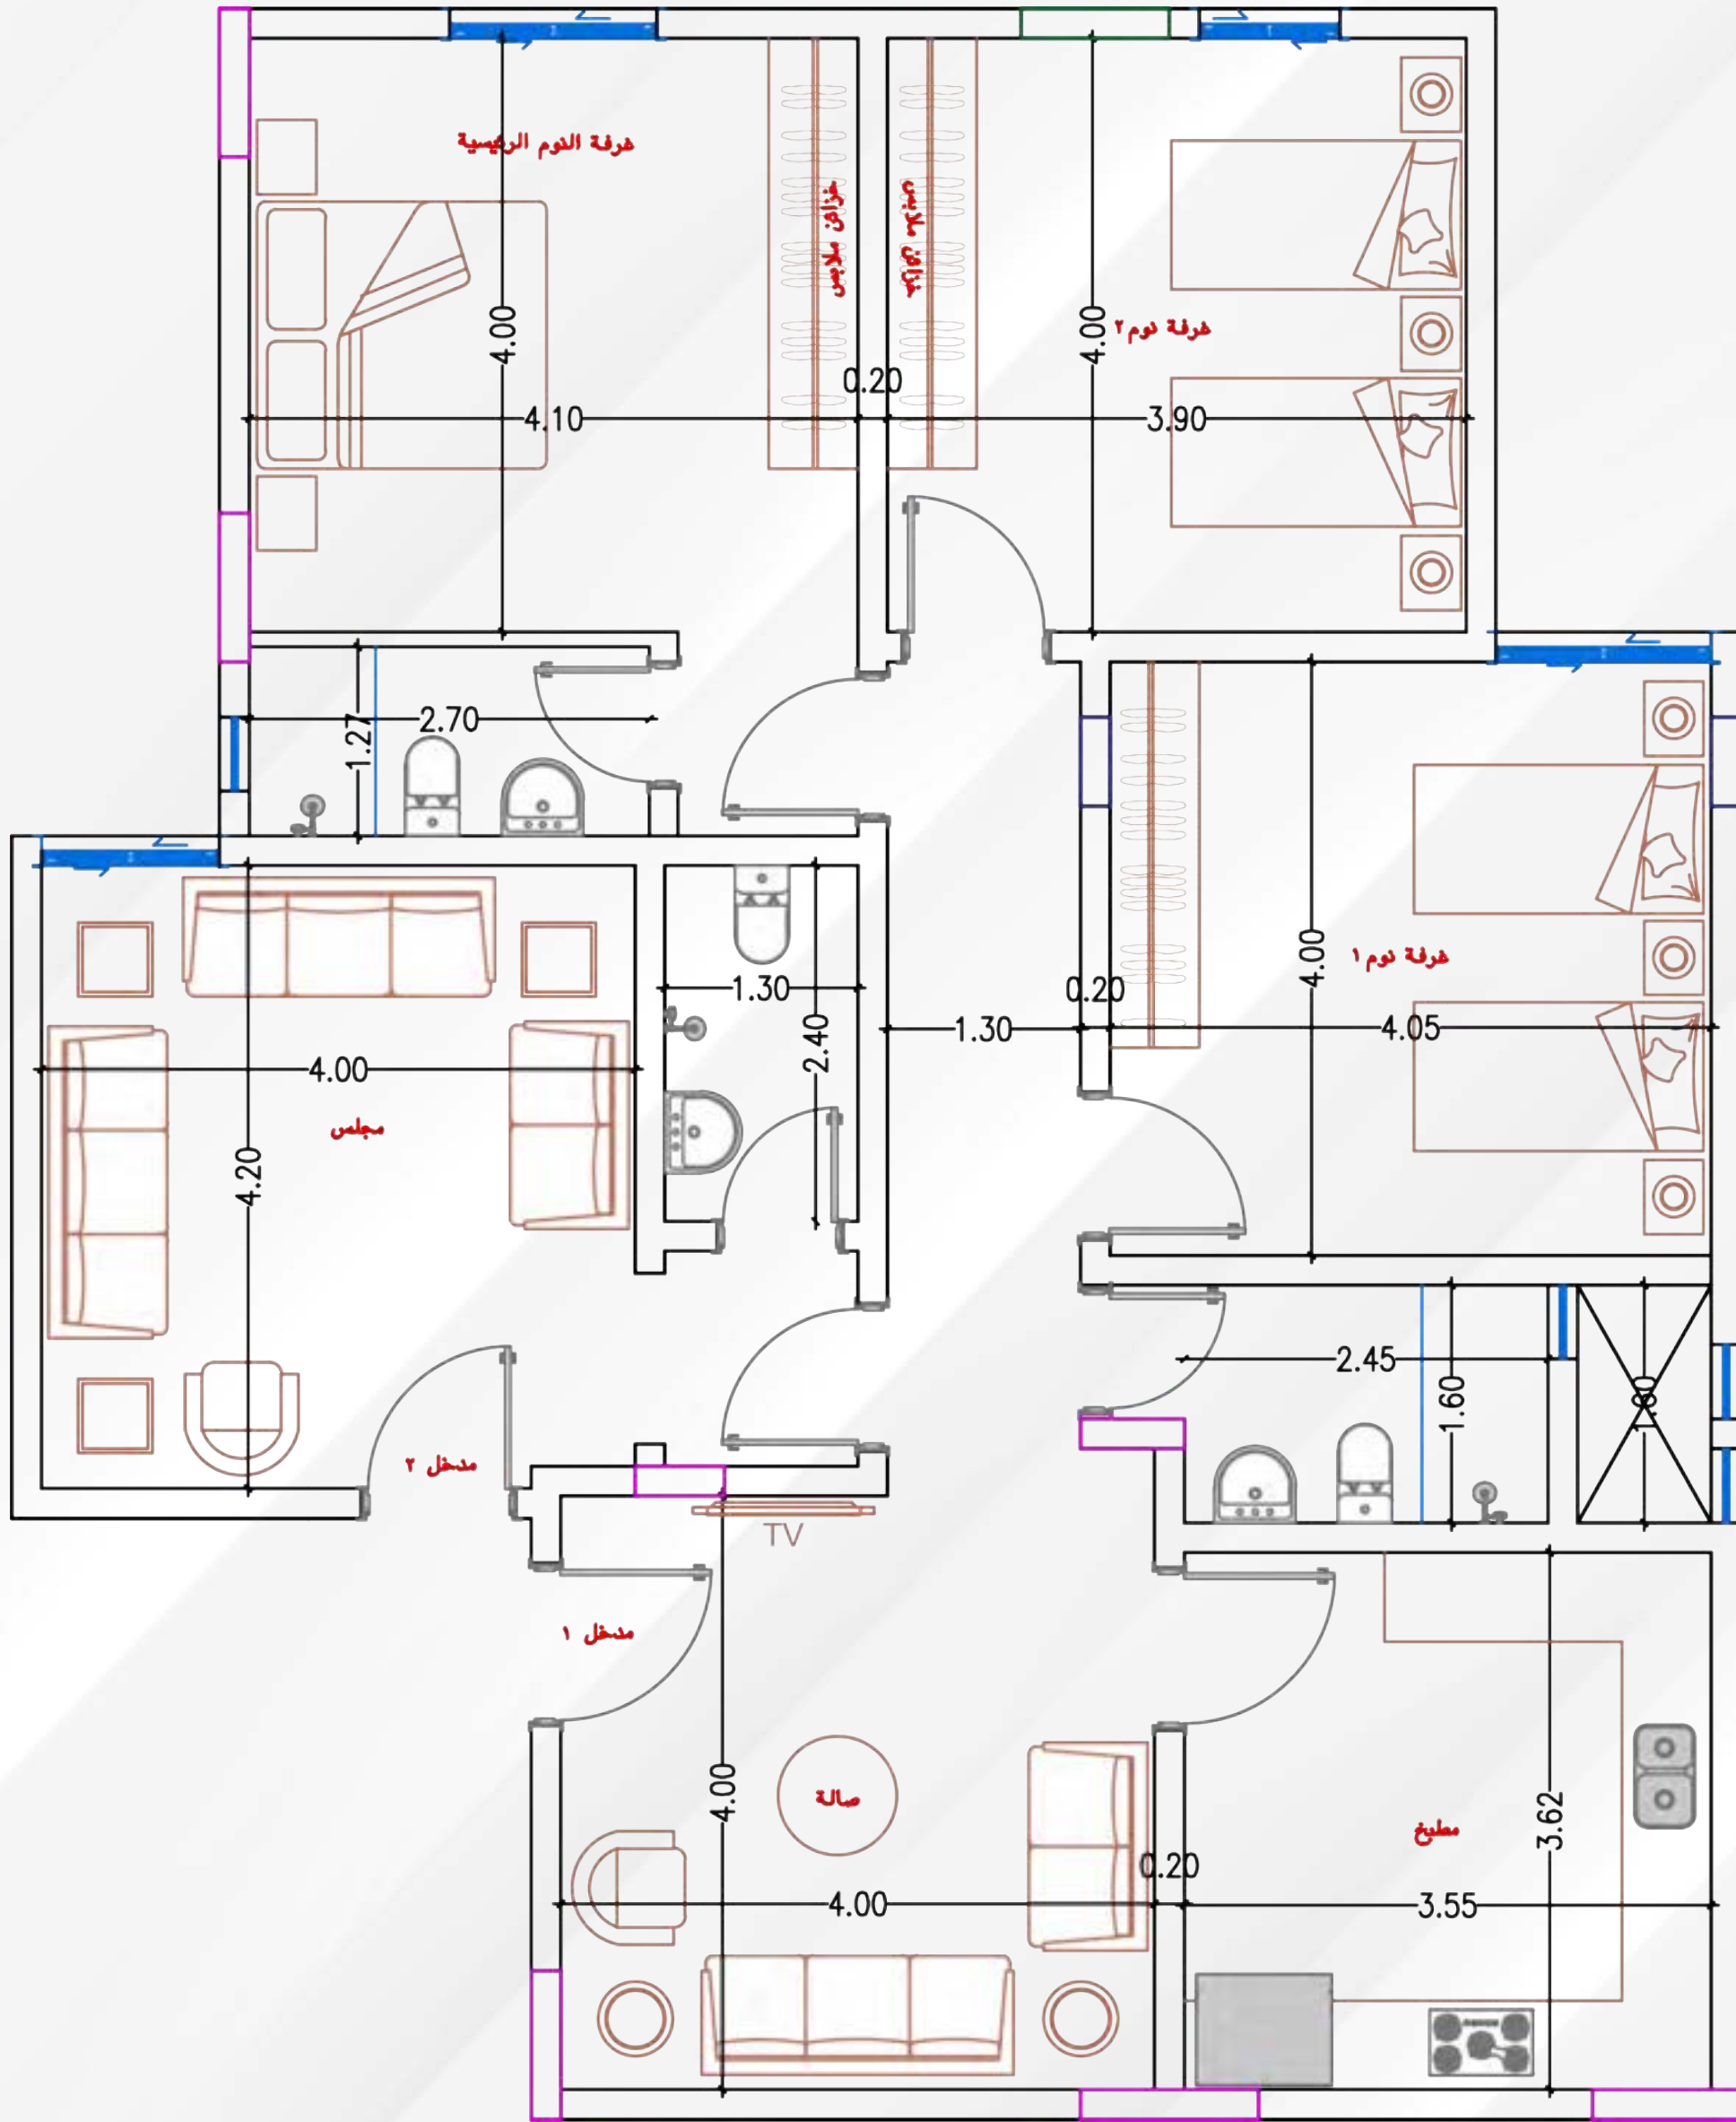 غرفة النوم الرئيسية
خزائن ملابس
خزائن ملابس
4.00
4.00
غرفة نوم ٢
0.20
4.10
3.90
1.27
2.70
4.00
غرفة نوم ١
1.30
0.20
1.30
4.05
2.40
4.00
مجلس
4.20
2.45
1.60
1.60
مدخل ٢
TV
مدخل ١
4.00
صالة
3.62
مطبخ
0.20
4.00
3.55